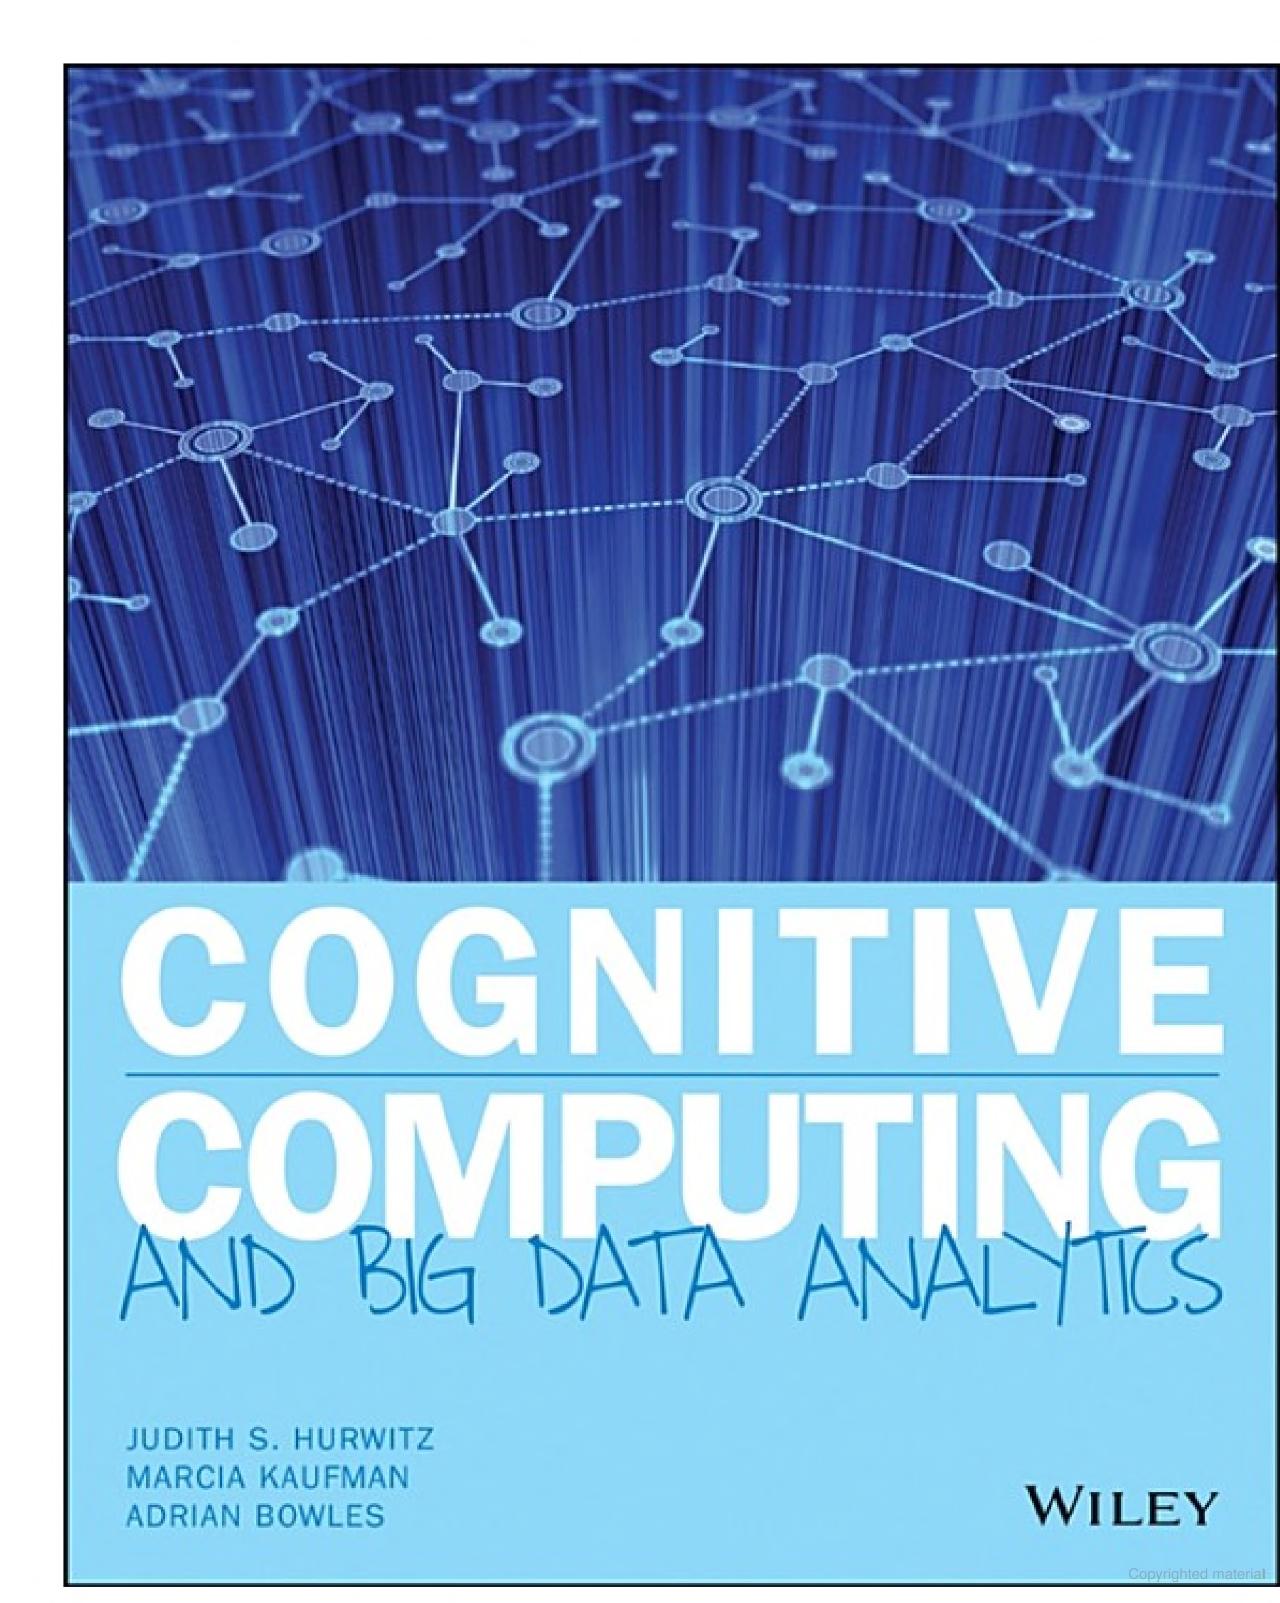 COGNITIVE
COMPUTING
AND BIG DATA ANALYTICS
JUDITH S. HURWITZ
MARCIA KAUFMAN
ADRIAN BOWLES
WILEY
Copyrighted material